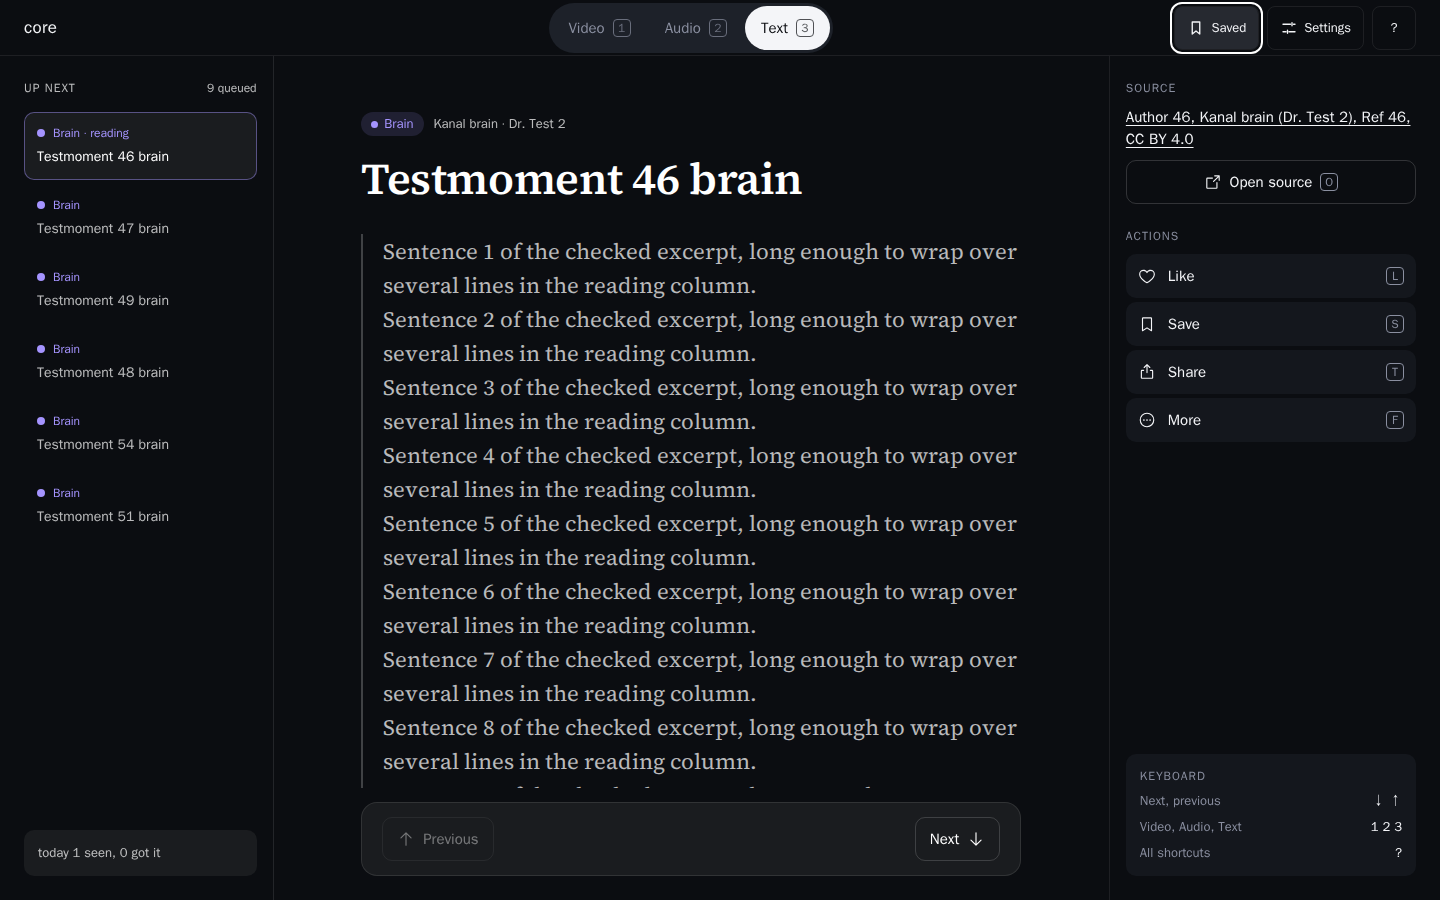 core
Video 1
Audio 2
Text 3
Saved
Settings
?
UP NEXT
9 queued
Brain · reading
Testmoment 46 brain
Brain
Testmoment 47 brain
Brain
Testmoment 49 brain
Brain
Testmoment 48 brain
Brain
Testmoment 54 brain
Brain
Testmoment 51 brain
today 1 seen, 0 got it
Brain
Kanal brain · Dr. Test 2
Testmoment 46 brain
Sentence 1 of the checked excerpt, long enough to wrap over
several lines in the reading column.
Sentence 2 of the checked excerpt, long enough to wrap over
several lines in the reading column.
Sentence 3 of the checked excerpt, long enough to wrap over
several lines in the reading column.
Sentence 4 of the checked excerpt, long enough to wrap over
several lines in the reading column.
Sentence 5 of the checked excerpt, long enough to wrap over
several lines in the reading column.
Sentence 6 of the checked excerpt, long enough to wrap over
several lines in the reading column.
Sentence 7 of the checked excerpt, long enough to wrap over
several lines in the reading column.
Sentence 8 of the checked excerpt, long enough to wrap over
several lines in the reading column.
Previous
Next
SOURCE
Author 46, Kanal brain (Dr. Test 2), Ref 46,
CC BY 4.0
Open source O
ACTIONS
Like L
Save S
Share T
More F
KEYBOARD
Next, previous ↓ ↑
Video, Audio, Text 1 2 3
All shortcuts ?